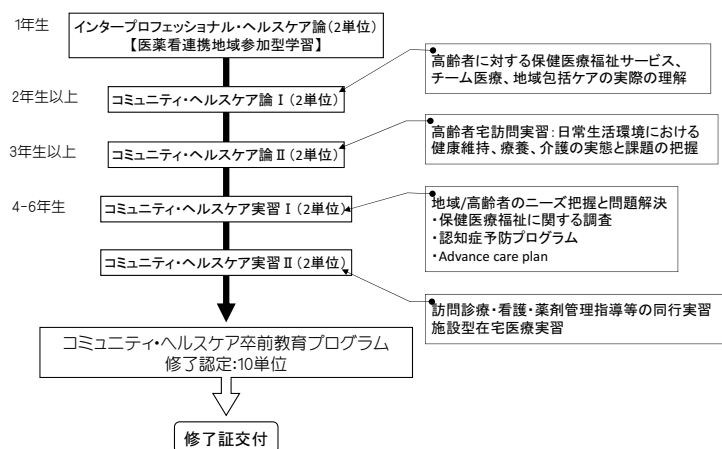 1年生
インタープロフェッショナル・ヘルスケア論(2単位)
【医薬看連携地域参加型学習】
高齢者に対する保健医療福祉サービス、
チーム医療、地域包括ケアの実際の理解
2年生以上
コミュニティ・ヘルスケア論Ⅰ(2単位)
高齢者宅訪問実習:日常生活環境における
健康維持、療養、介護の実態と課題の把握
3年生以上
コミュニティ・ヘルスケア論Ⅱ(2単位)
4-6年生
コミュニティ・ヘルスケア実習Ⅰ(2単位)
地域/高齢者のニーズ把握と問題解決
・保健医療福祉に関する調査
・認知症予防プログラム
・Advance care plan
コミュニティ・ヘルスケア実習Ⅱ(2単位)
訪問診療・看護・薬剤管理指導等の同行実習
施設型在宅医療実習
コミュニティ・ヘルスケア卒前教育プログラム
修了認定:10単位
修了証交付